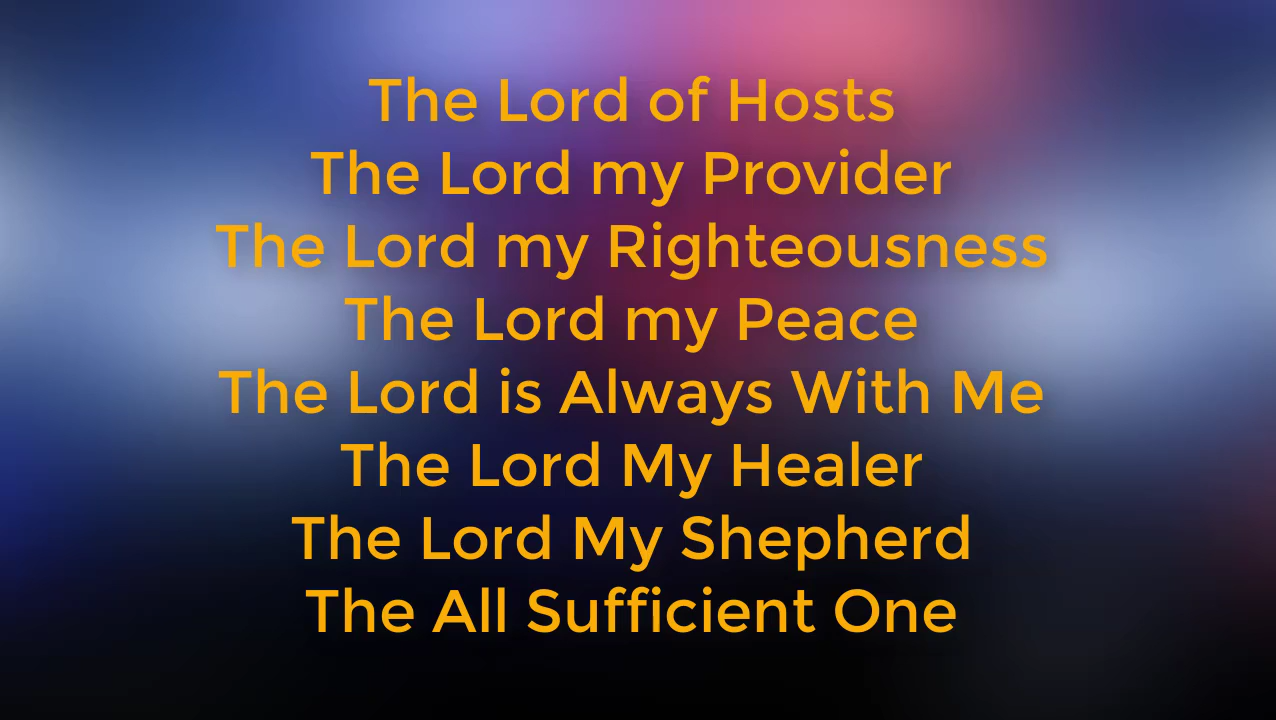 The Lord of Hosts
The Lord my Provider
The Lord my Righteousness
The Lord my Peace
The Lord is Always With Me
The Lord My Healer
The Lord My Shepherd
The All Sufficient One